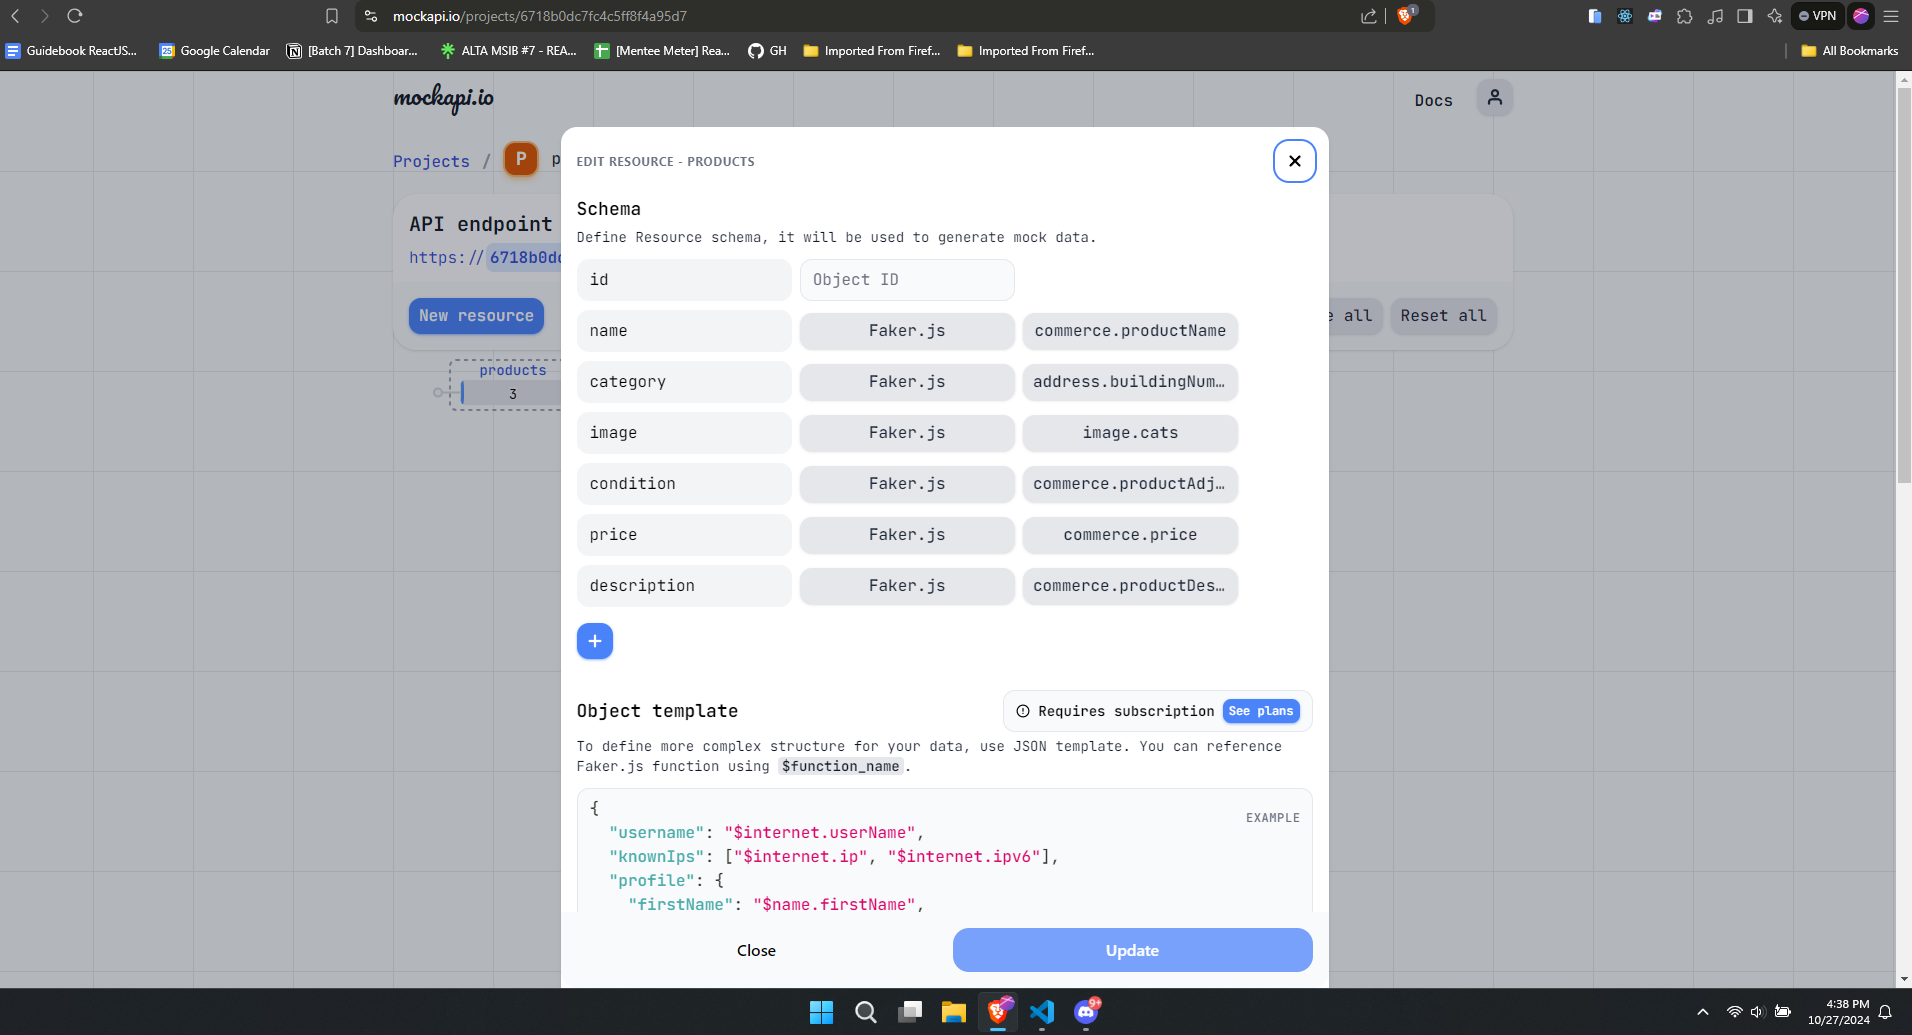 mockapi.io/projects/6718b0dc7fc4c5ff8f4a95d7
1
VPN
Guidebook ReactJS...
Google Calendar
[Batch 7] Dashboar...
ALTA MSIB #7 - REA...
[Mentee Meter] Rea...
GH
Imported From Firef...
Imported From Firef...
All Bookmarks
mockapi.io
Docs
Projects / P p
API endpoint
https://6718b0dc
New resource
e all
Reset all
products
3
EDIT RESOURCE - PRODUCTS
Schema
Define Resource schema, it will be used to generate mock data.
id Object ID
name Faker.js commerce.productName
category Faker.js address.buildingNum…
image Faker.js image.cats
condition Faker.js commerce.productAdj…
price Faker.js commerce.price
description Faker.js commerce.productDes…
+
Object template
Requires subscription See plans
To define more complex structure for your data, use JSON template. You can reference
Faker.js function using $function_name.
EXAMPLE
{
"username": "$internet.userName",
"knownIps": ["$internet.ip", "$internet.ipv6"],
"profile": {
"firstName": "$name.firstName",
Close
Update
9+
4:38 PM
10/27/2024